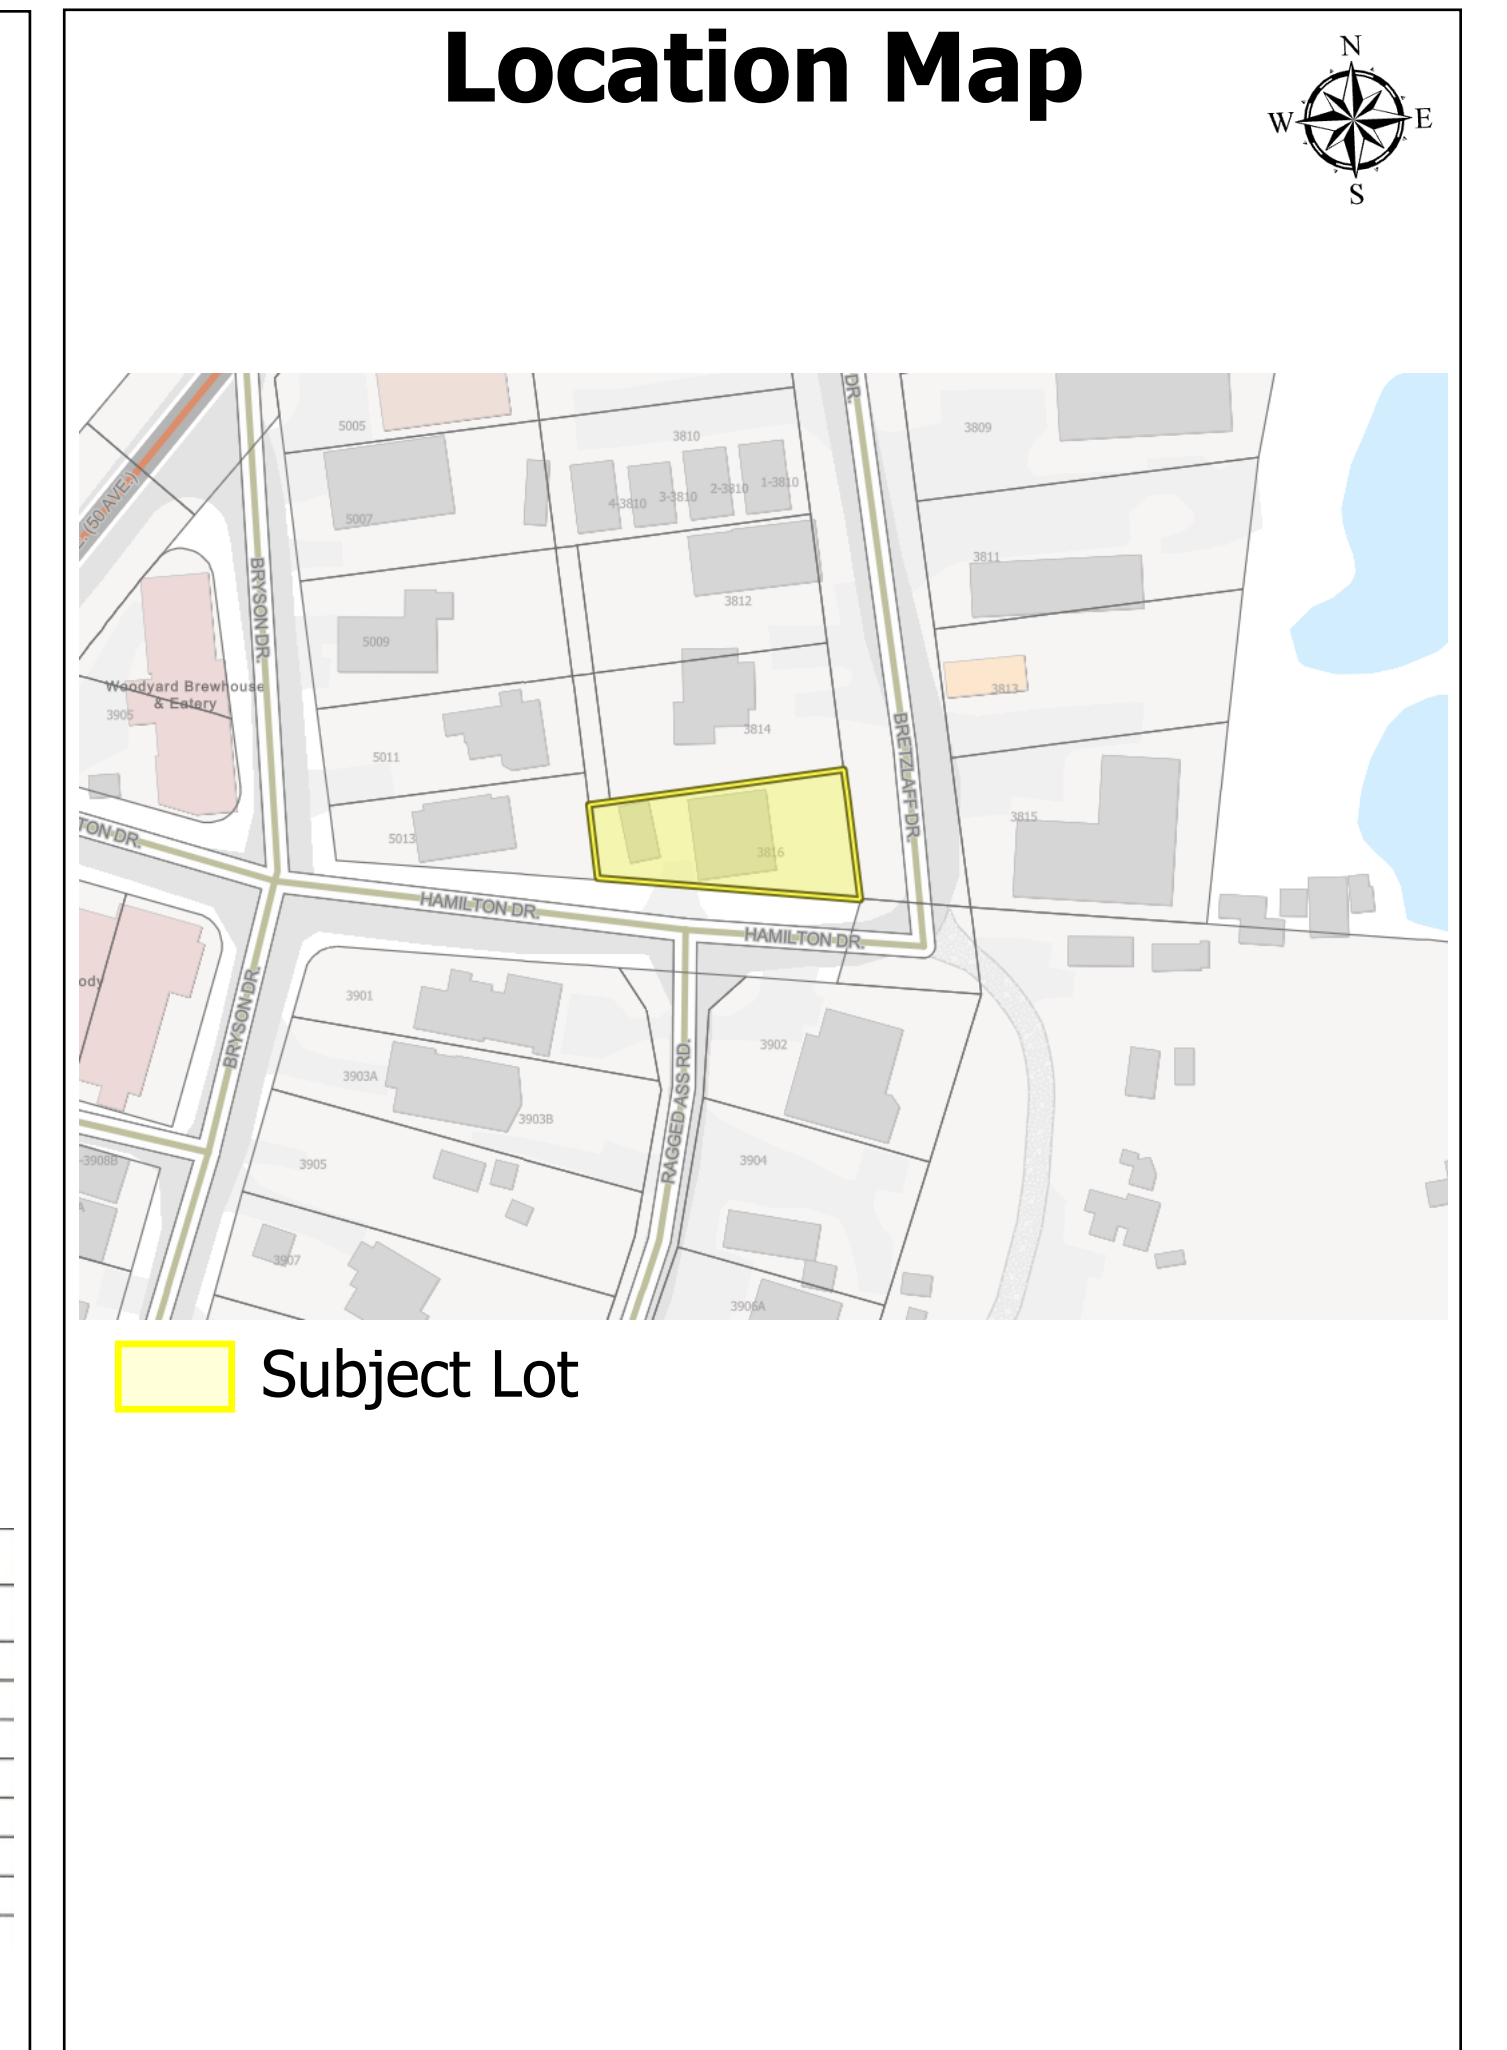 Location Map
N
W
E
S
DR.
5005
3810
3809
1-3810
2-3810
3-3810
4-3810
(50 AVE.)
5007
3811
BRYSON DR.
3812
5009
Woodyard Brewhouse
& Eatery
3905
3813
3814
BRETZLAFF DR.
5011
3815
TON DR.
5013
3816
HAMILTON DR.
HAMILTON DR.
ody
3901
BRYSON DR.
3902
RAGGED ASS RD.
3903A
3903B
-3908B
3905
3904
A
3907
3906A
Subject Lot